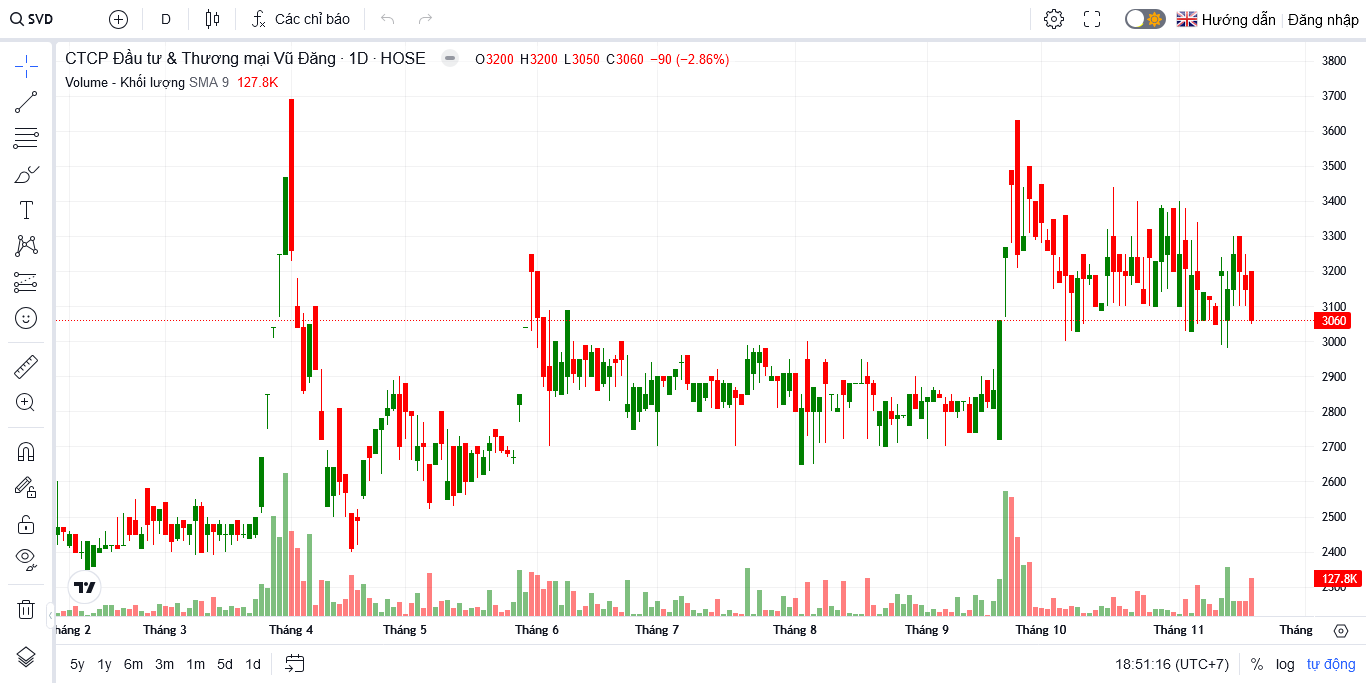 SVD D Các chỉ báo Hướng dẫn Đăng nhập
CTCP Đầu tư & Thương mại Vũ Đăng · 1D · HOSE O3200 H3200 L3050 C3060 −90 (−2.86%)
Volume - Khối lượng SMA 9 127.8K
3800
3700
3600
3500
3400
3300
3200
3100
3060
3000
2900
2800
2700
2600
2500
2400
127.8K
2300
háng 2 Tháng 3 Tháng 4 Tháng 5 Tháng 6 Tháng 7 Tháng 8 Tháng 9 Tháng 10 Tháng 11 Tháng
5y 1y 6m 3m 1m 5d 1d 18:51:16 (UTC+7) % log tự động